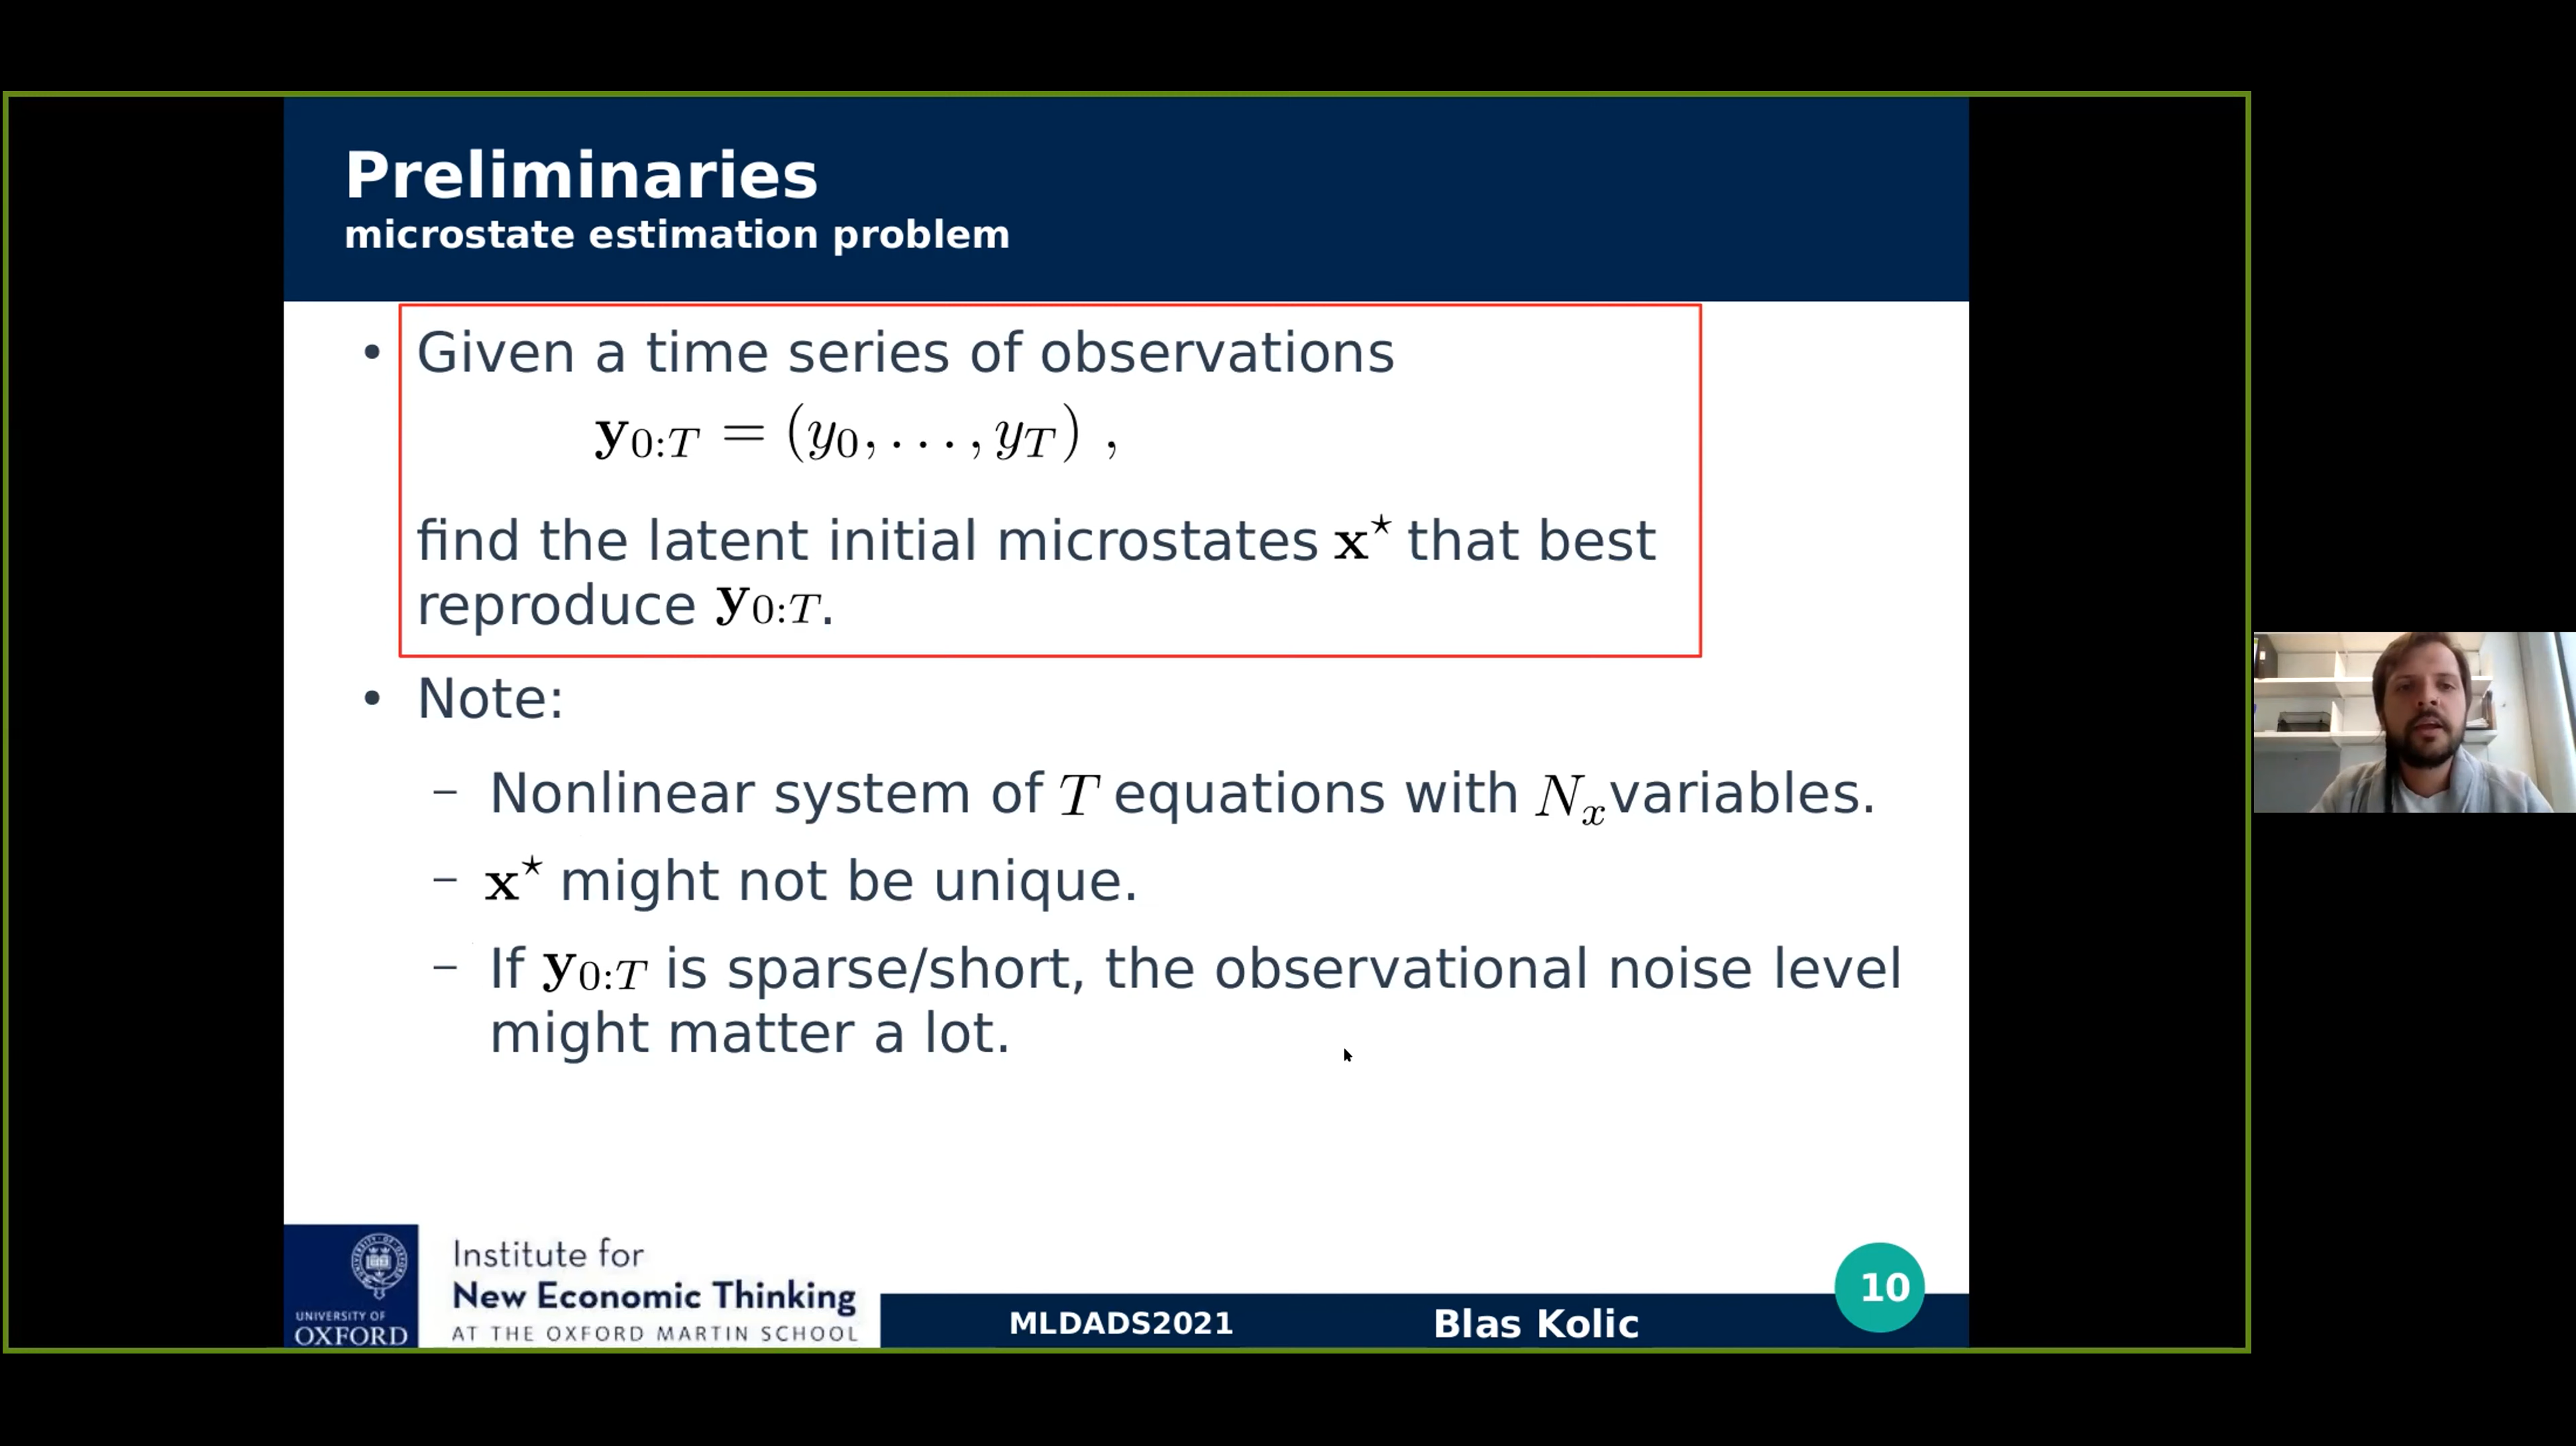 Preliminaries
microstate estimation problem
• Given a time series of observations
𝐲₀:T = (y₀, . . . , y_T) ,
find the latent initial microstates 𝐱⋆ that best
reproduce 𝐲₀:T.
• Note:
– Nonlinear system of T equations with Nₓ variables.
– 𝐱⋆ might not be unique.
– If 𝐲₀:T is sparse/short, the observational noise level
might matter a lot.
UNIVERSITY OF
OXFORD
Institute for
New Economic Thinking
AT THE OXFORD MARTIN SCHOOL
MLDADS2021
Blas Kolic
10